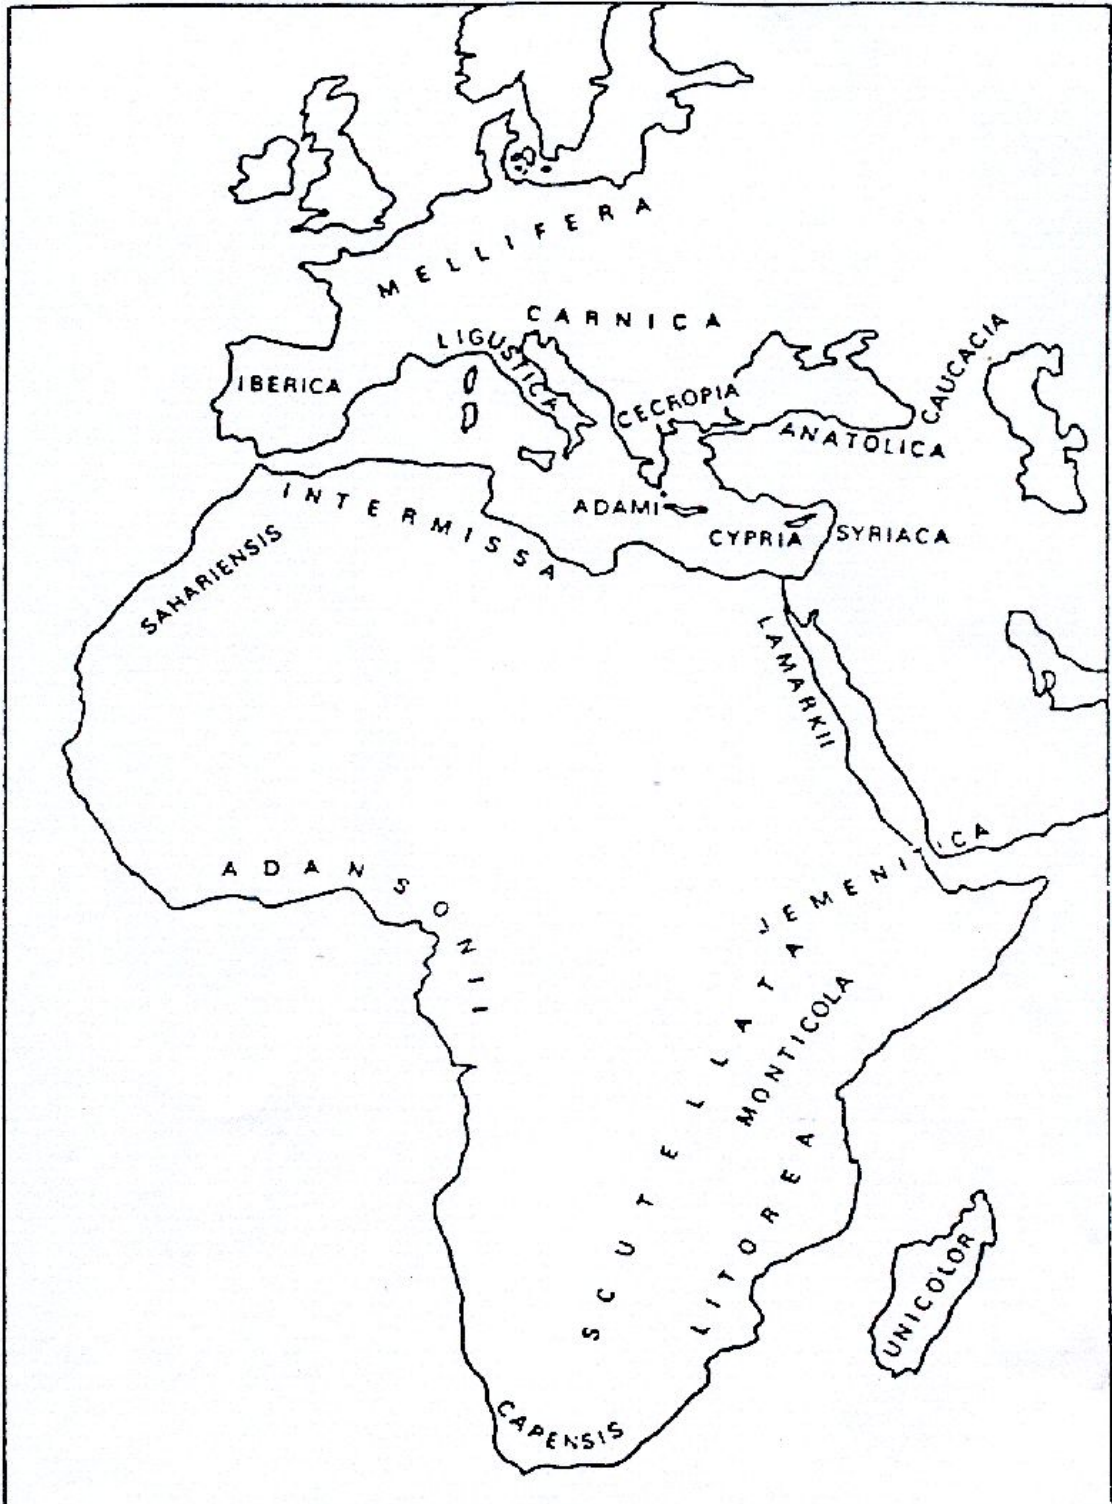 MELLIFERA
CARNICA
LIGUSTICA
CAUCACIA
IBERICA
CECROPIA
ANATOLICA
INTERMISSA
ADAMI
CYPRIA
SYRIACA
SAHARIENSIS
LAMARKII
ADANSONII
JEMENITICA
SCUTELLATA
MONTICOLA
LITOREA
UNICOLOR
CAPENSIS